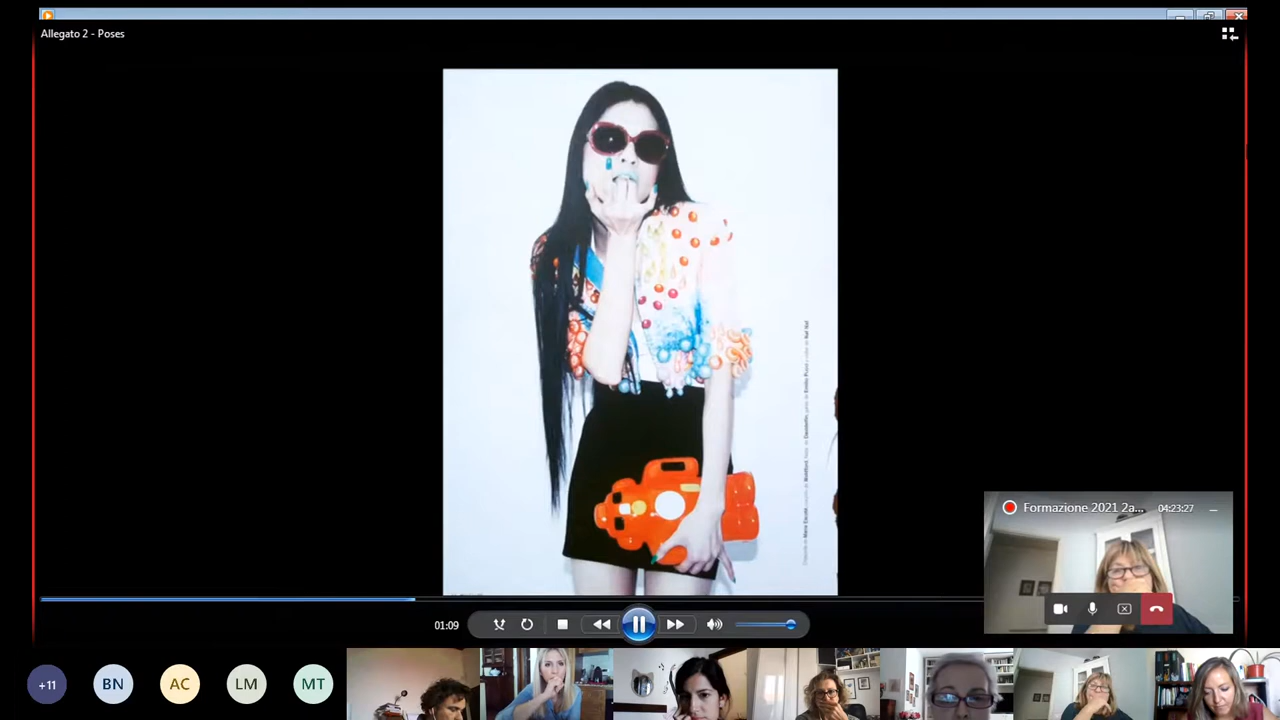 Allegato 2 - Poses
Formazione 2021 2a... 04:23:27
01:09
+11 BN AC LM MT